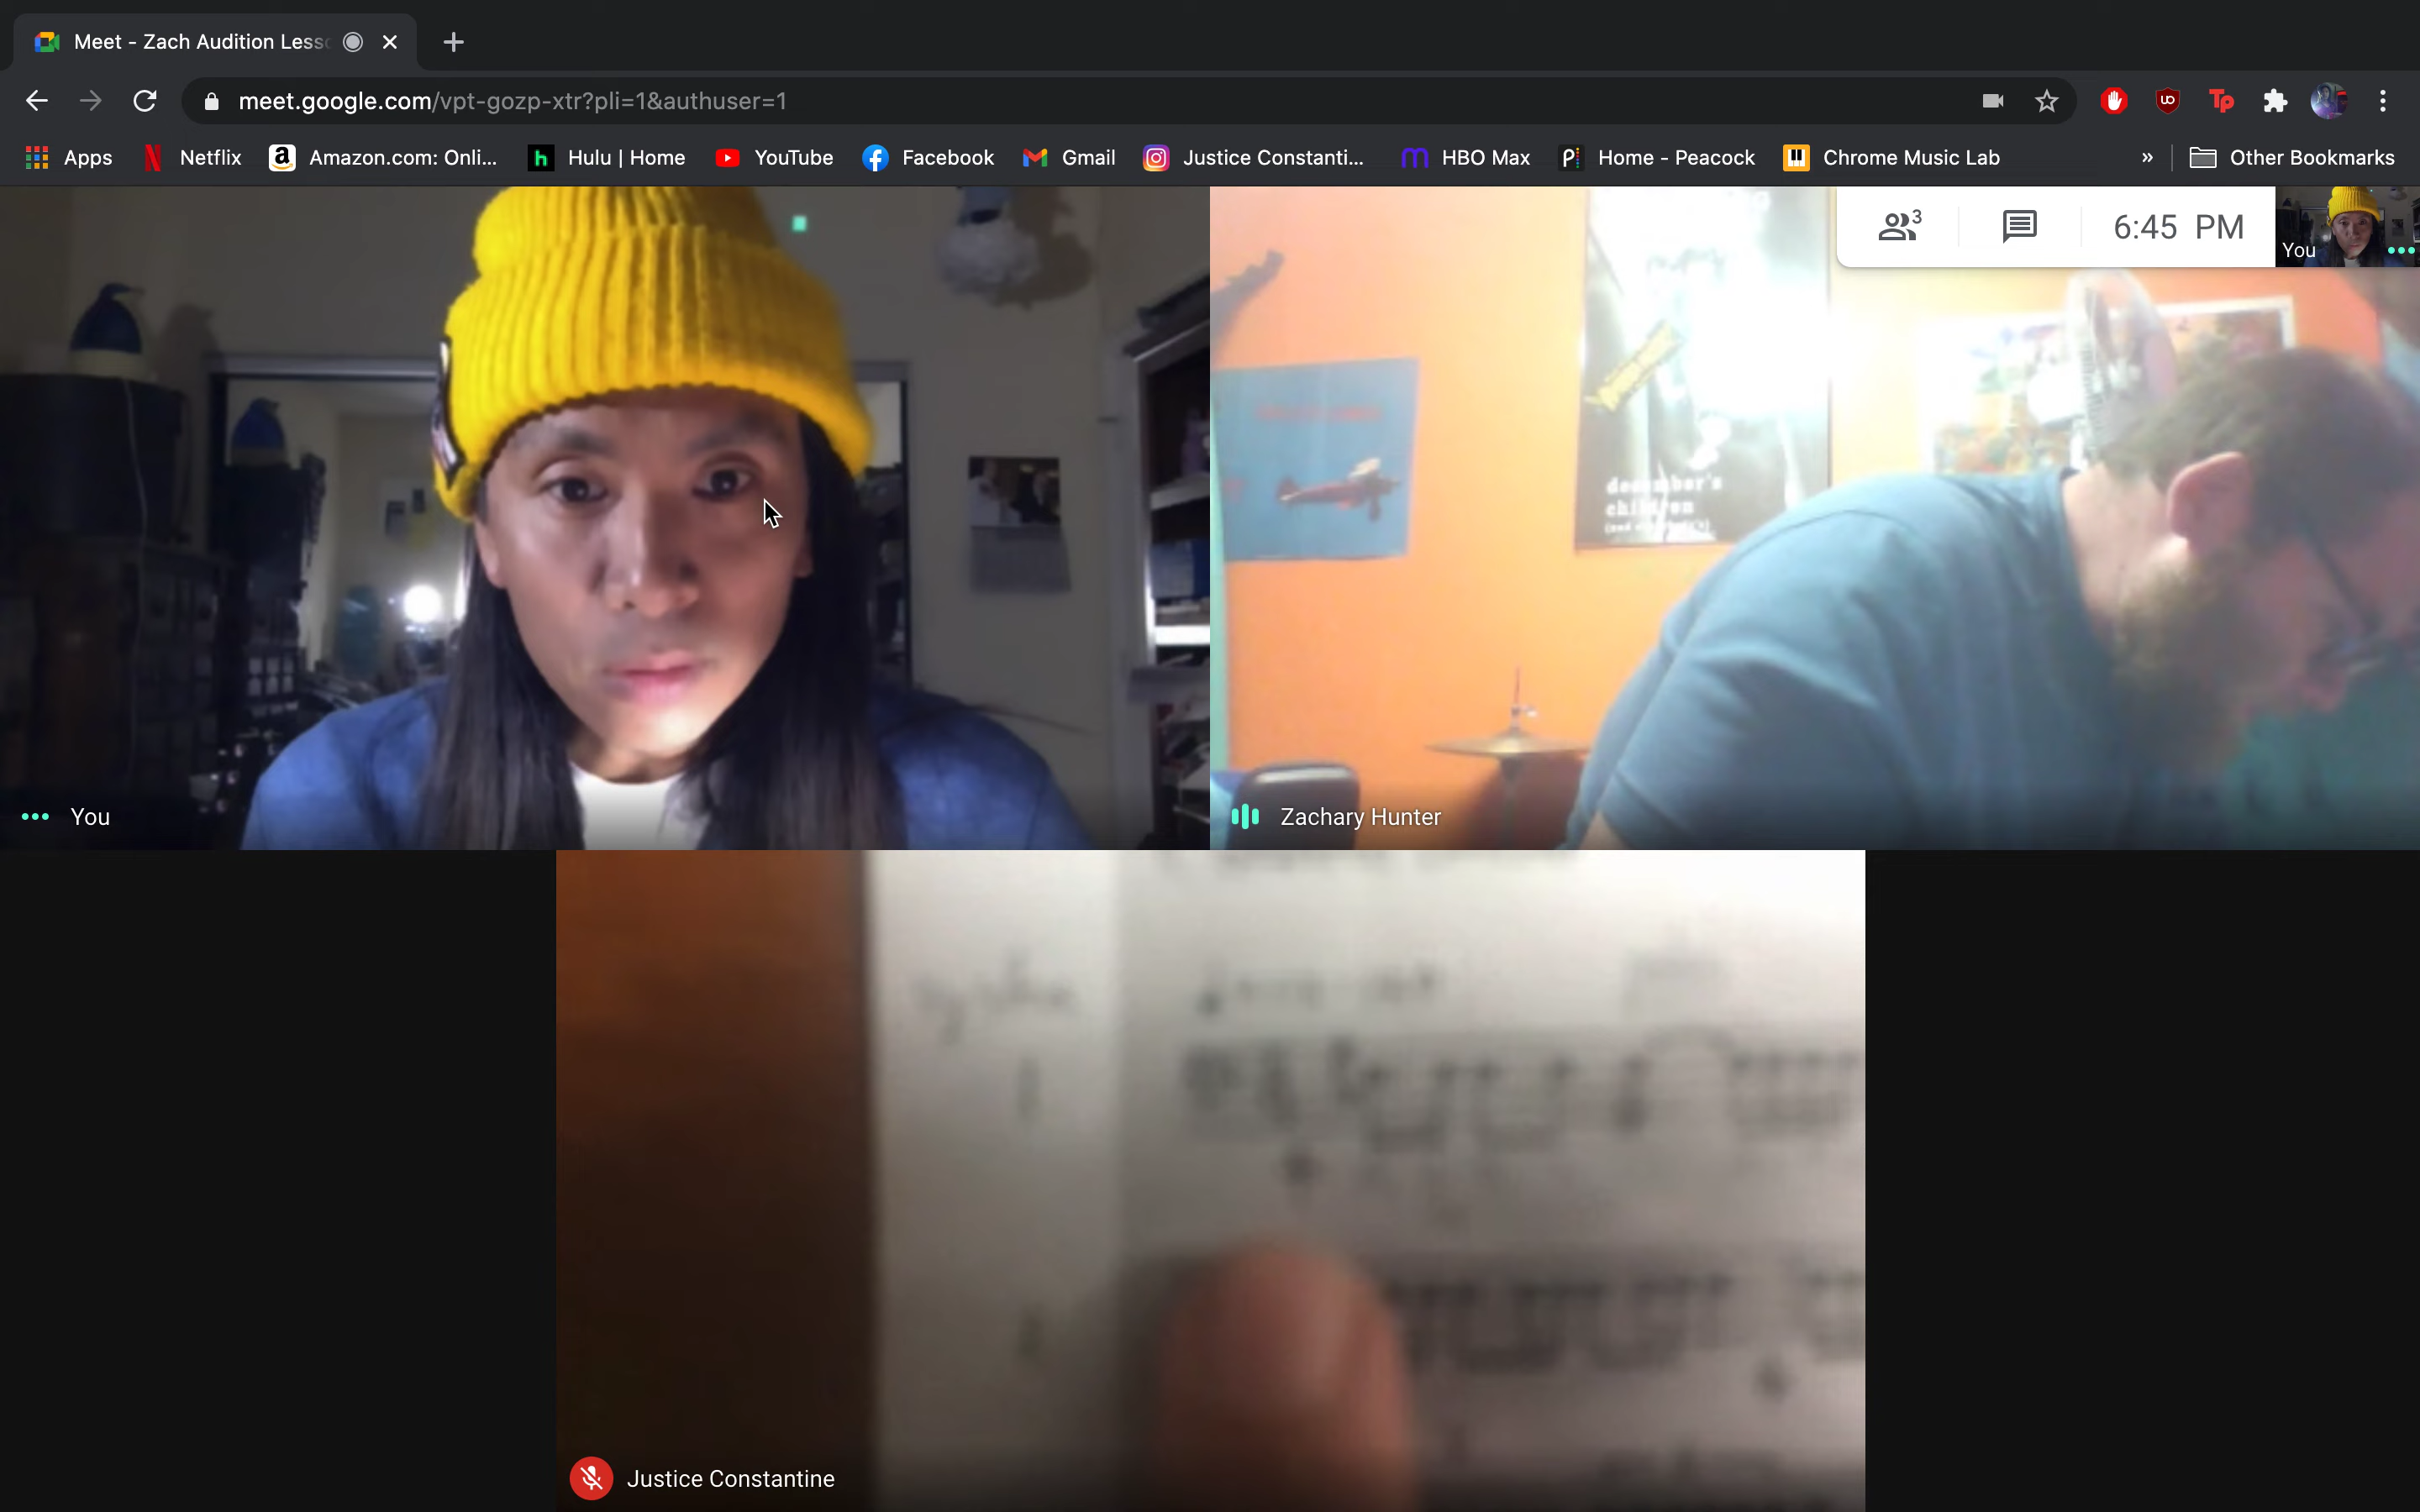 Meet - Zach Audition Less
meet.google.com/vpt-gozp-xtr?pli=1&authuser=1
Apps Netflix Amazon.com: Onli... Hulu | Home YouTube Facebook Gmail Justice Constanti... HBO Max Home - Peacock Chrome Music Lab » Other Bookmarks
3 6:45 PM
You
december's
children
You
Zachary Hunter
Justice Constantine